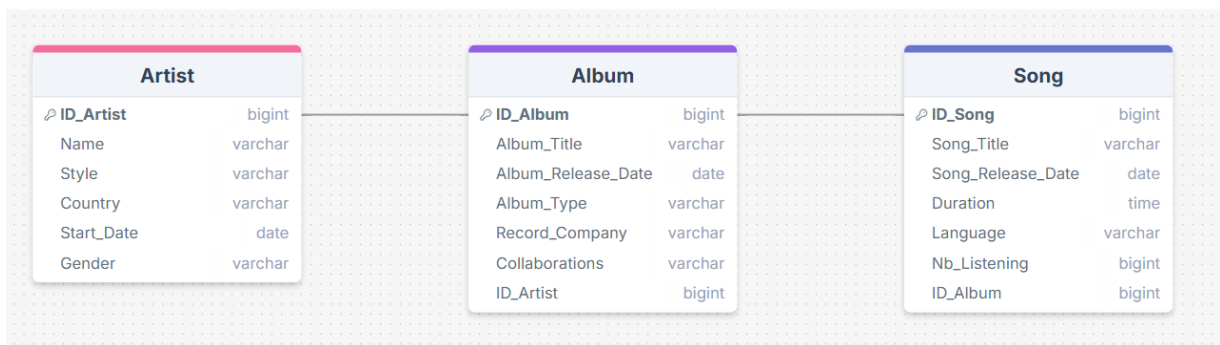 Artist
ID_Artist bigint
Name varchar
Style varchar
Country varchar
Start_Date date
Gender varchar
Album
ID_Album bigint
Album_Title varchar
Album_Release_Date date
Album_Type varchar
Record_Company varchar
Collaborations varchar
ID_Artist bigint
Song
ID_Song bigint
Song_Title varchar
Song_Release_Date date
Duration time
Language varchar
Nb_Listening bigint
ID_Album bigint